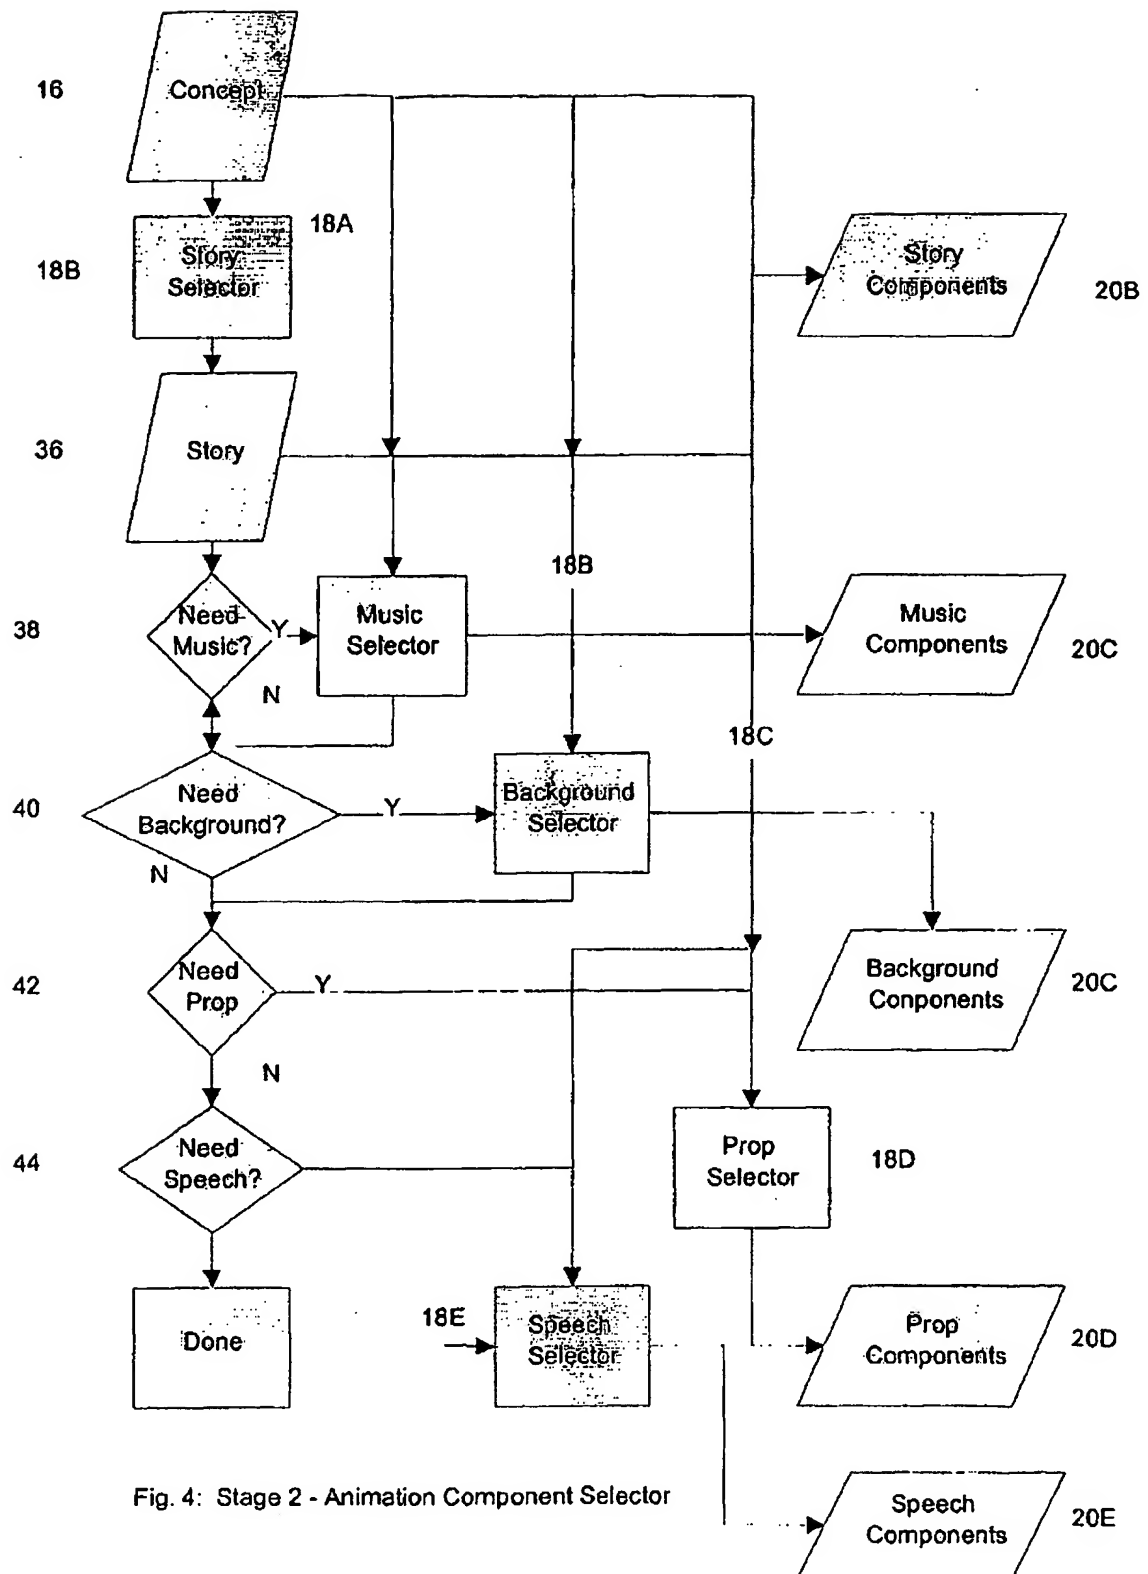 16
Concept
18A
18B
Story
Selector
Story
Components
20B
36
Story
18B
38
Need
Music?
Y
N
Music
Selector
Music
Components
20C
18C
40
Need
Background?
Y
N
Background
Selector
42
Need
Prop
Y
N
Background
Conponents
20C
44
Need
Speech?
Prop
Selector
18D
Done
18E
Speech
Selector
Prop
Components
20D
Fig. 4: Stage 2 - Animation Component Selector
Speech
Components
20E